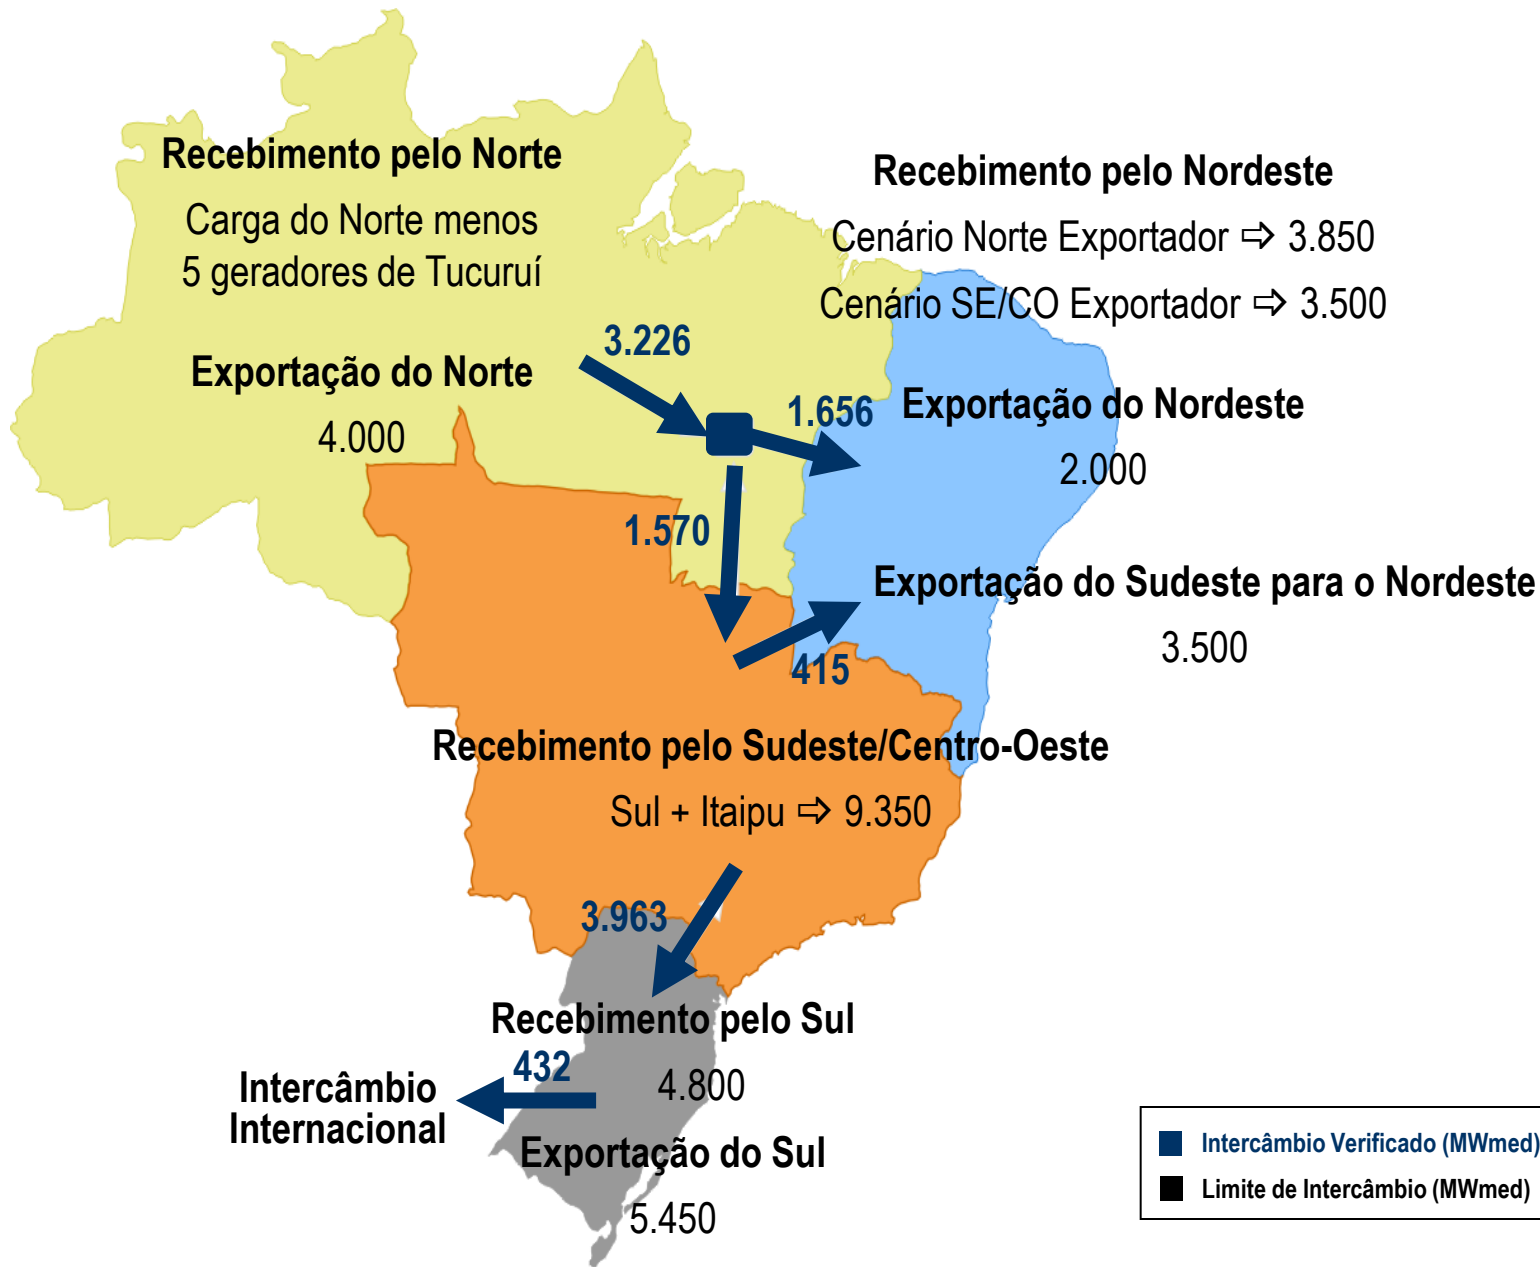 Recebimento pelo Norte
Carga do Norte menos
5 geradores de Tucuruí
Recebimento pelo Nordeste
Cenário Norte Exportador ⇨ 3.850
Cenário SE/CO Exportador ⇨ 3.500
3.226
Exportação do Norte
4.000
1.656
Exportação do Nordeste
2.000
1.570
Exportação do Sudeste para o Nordeste
3.500
415
Recebimento pelo Sudeste/Centro-Oeste
Sul + Itaipu ⇨ 9.350
3.963
Recebimento pelo Sul
4.800
432
Intercâmbio
Internacional
Exportação do Sul
5.450
Intercâmbio Verificado (MWmed)
Limite de Intercâmbio (MWmed)